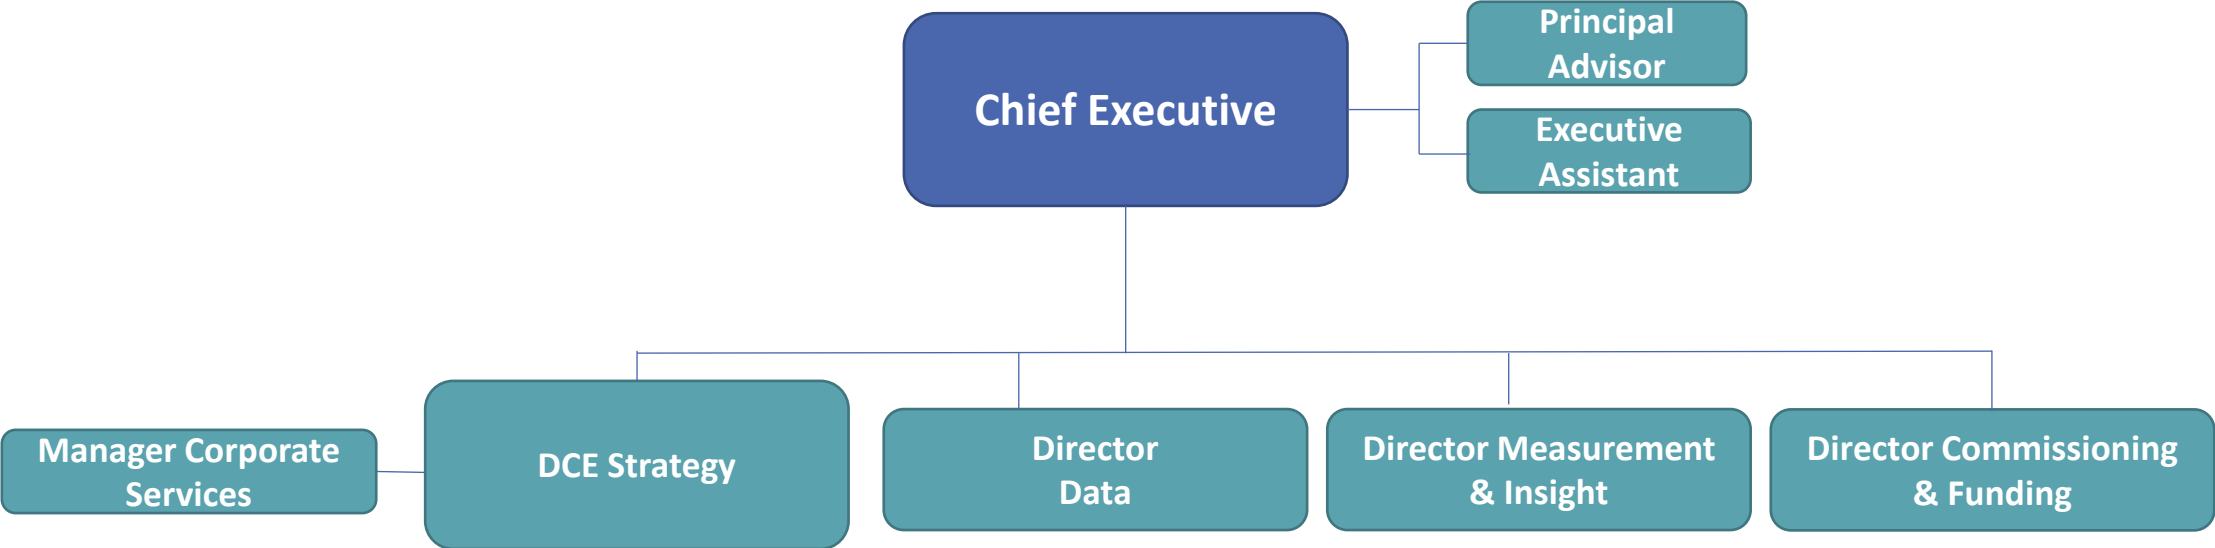 Principal
Advisor
Chief Executive
Executive
Assistant
Manager Corporate
Services
DCE Strategy
Director
Data
Director Measurement
& Insight
Director Commissioning
& Funding